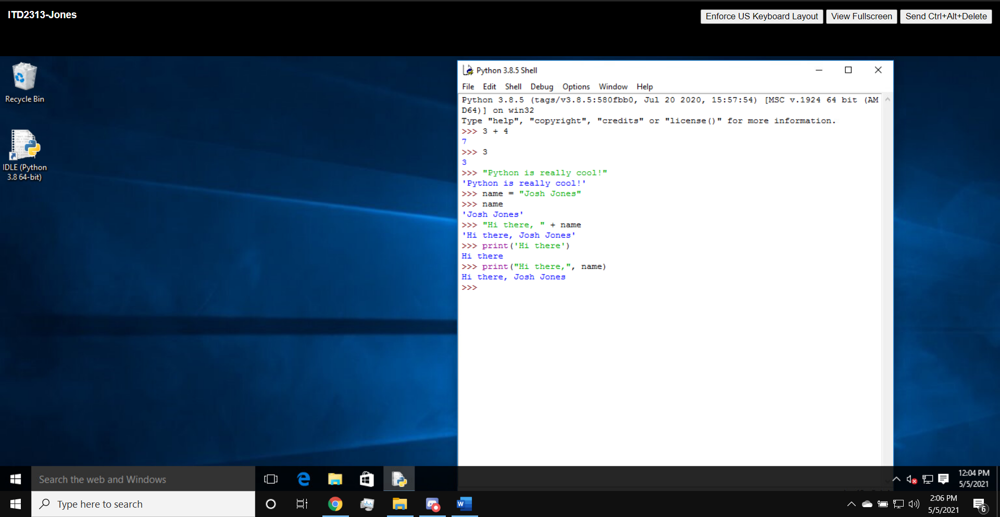 ITD2313-Jones
Enforce US Keyboard Layout
View Fullscreen
Send Ctrl+Alt+Delete
Recycle Bin
IDLE (Python
3.8 64-bit)
Python 3.8.5 Shell
File Edit Shell Debug Options Window Help
Python 3.8.5 (tags/v3.8.5:580fbb0, Jul 20 2020, 15:57:54) [MSC v.1924 64 bit (AM
D64)] on win32
Type "help", "copyright", "credits" or "license()" for more information.
>>> 3 + 4
7
>>> 3
3
>>> "Python is really cool!"
'Python is really cool!'
>>> name = "Josh Jones"
>>> name
'Josh Jones'
>>> "Hi there, " + name
'Hi there, Josh Jones'
>>> print('Hi there')
Hi there
>>> print("Hi there,", name)
Hi there, Josh Jones
>>>
Search the web and Windows
12:04 PM
5/5/2021
Type here to search
2:06 PM
5/5/2021
6